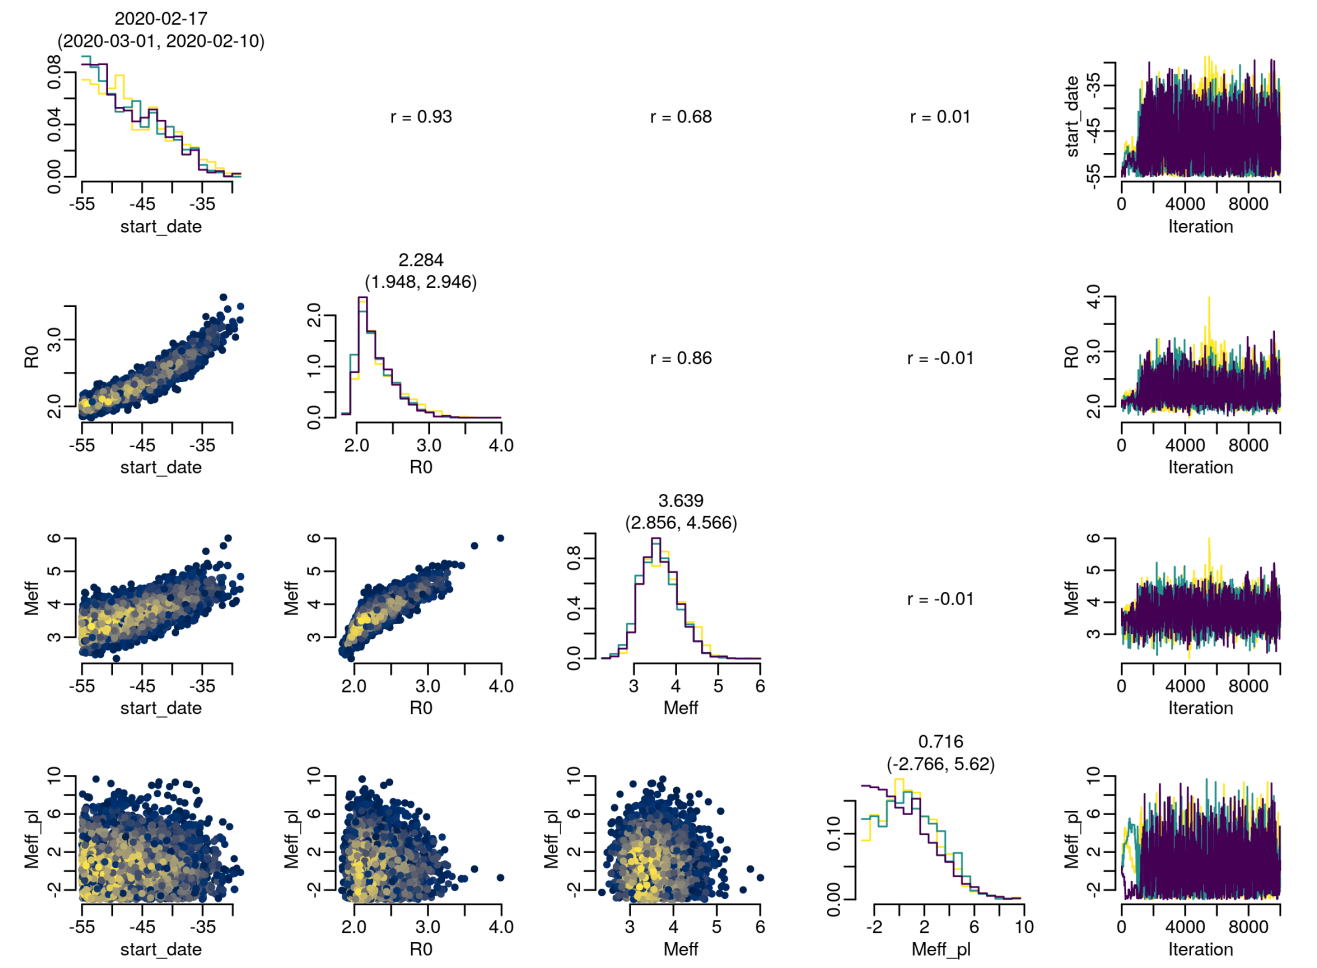 2020-02-17
(2020-03-01, 2020-02-10)
0.00 0.04 0.08
-55 -45 -35
start_date
r = 0.93
r = 0.68
r = 0.01
start_date
-55 -45 -35
0 4000 8000
Iteration
R0
2.0 3.0
-55 -45 -35
start_date
2.284
(1.948, 2.946)
0.0 1.0 2.0
2.0 3.0 4.0
R0
r = 0.86
r = -0.01
R0
2.0 3.0 4.0
0 4000 8000
Iteration
Meff
3 4 5 6
-55 -45 -35
start_date
Meff
3 4 5 6
2.0 3.0 4.0
R0
3.639
(2.856, 4.566)
0.0 0.4 0.8
3 4 5 6
Meff
r = -0.01
Meff
3 4 5 6
0 4000 8000
Iteration
Meff_pl
-2 2 6 10
-55 -45 -35
start_date
Meff_pl
-2 2 6 10
2.0 3.0 4.0
R0
Meff_pl
-2 2 6 10
3 4 5 6
Meff
0.716
(-2.766, 5.62)
0.00 0.10
-2 2 6 10
Meff_pl
Meff_pl
-2 2 6 10
0 4000 8000
Iteration